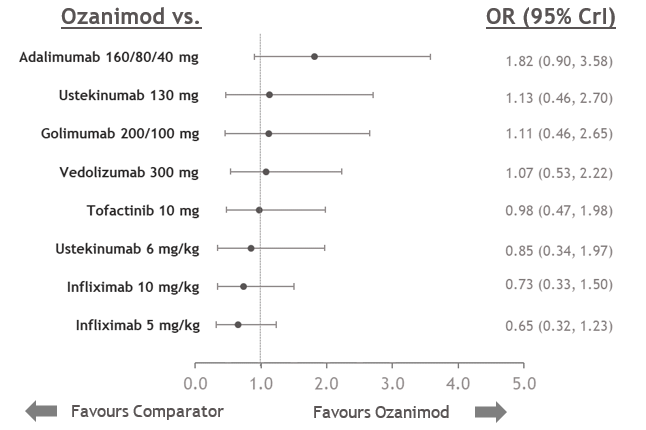 Ozanimod vs. OR (95% CrI)
Adalimumab 160/80/40 mg 1.82 (0.90, 3.58)
Ustekinumab 130 mg 1.13 (0.46, 2.70)
Golimumab 200/100 mg 1.11 (0.46, 2.65)
Vedolizumab 300 mg 1.07 (0.53, 2.22)
Tofactinib 10 mg 0.98 (0.47, 1.98)
Ustekinumab 6 mg/kg 0.85 (0.34, 1.97)
Infliximab 10 mg/kg 0.73 (0.33, 1.50)
Infliximab 5 mg/kg 0.65 (0.32, 1.23)
0.0 1.0 2.0 3.0 4.0 5.0
Favours Comparator Favours Ozanimod